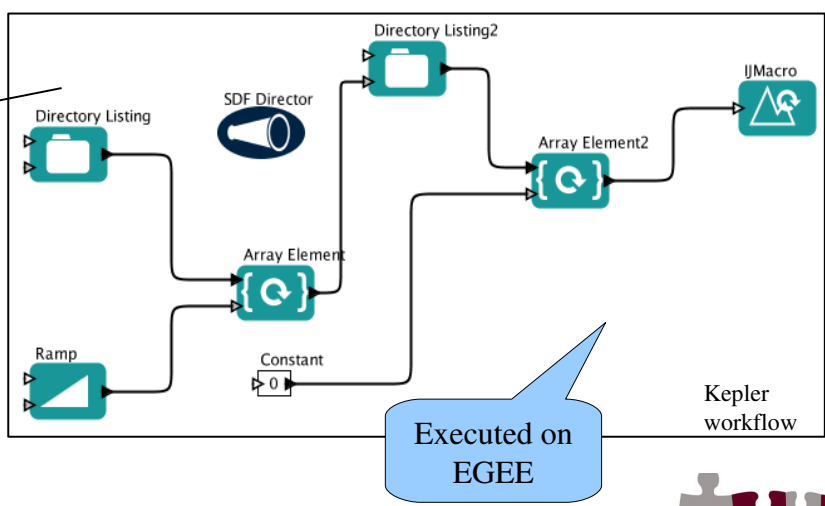 Directory Listing2
IJMacro
SDF Director
Directory Listing
Array Element2
Array Element
Ramp
Constant
0
Kepler
workflow
Executed on
EGEE